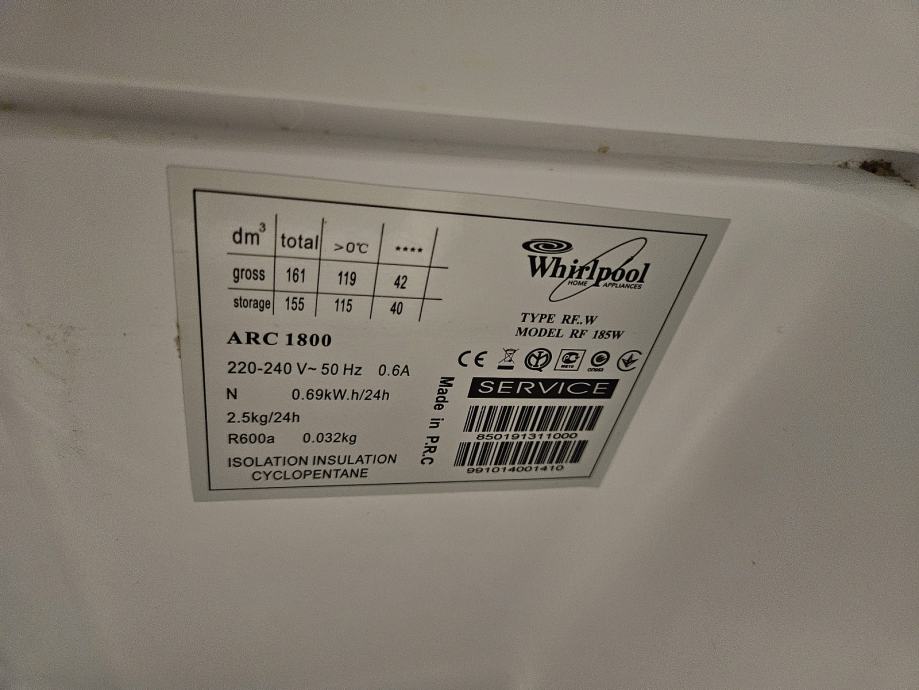 dm³ total >0°C ****
gross 161 119 42
storage 155 115 40
ARC 1800
220-240 V~ 50 Hz 0.6A
N 0.69kW.h/24h
2.5kg/24h
R600a 0.032kg
ISOLATION INSULATION
CYCLOPENTANE
Made in P.R.C
Whirlpool
HOME APPLIANCES
TYPE RF..W
MODEL RF 185W
CE
SERVICE
850191311000
991014001410